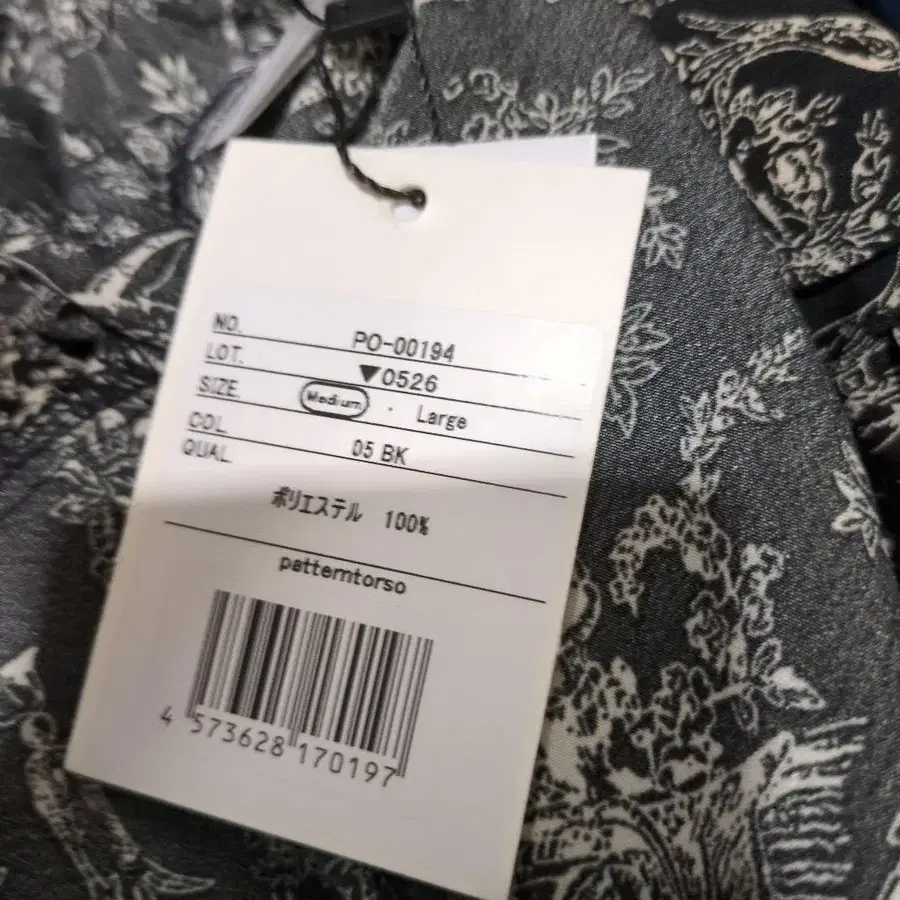 NO. PO-00194
LOT. ▼0526
SIZE. Medium · Large
COL. 05 BK
QUAL.
ポリエステル 100%
patterntorso
4 573628 170197